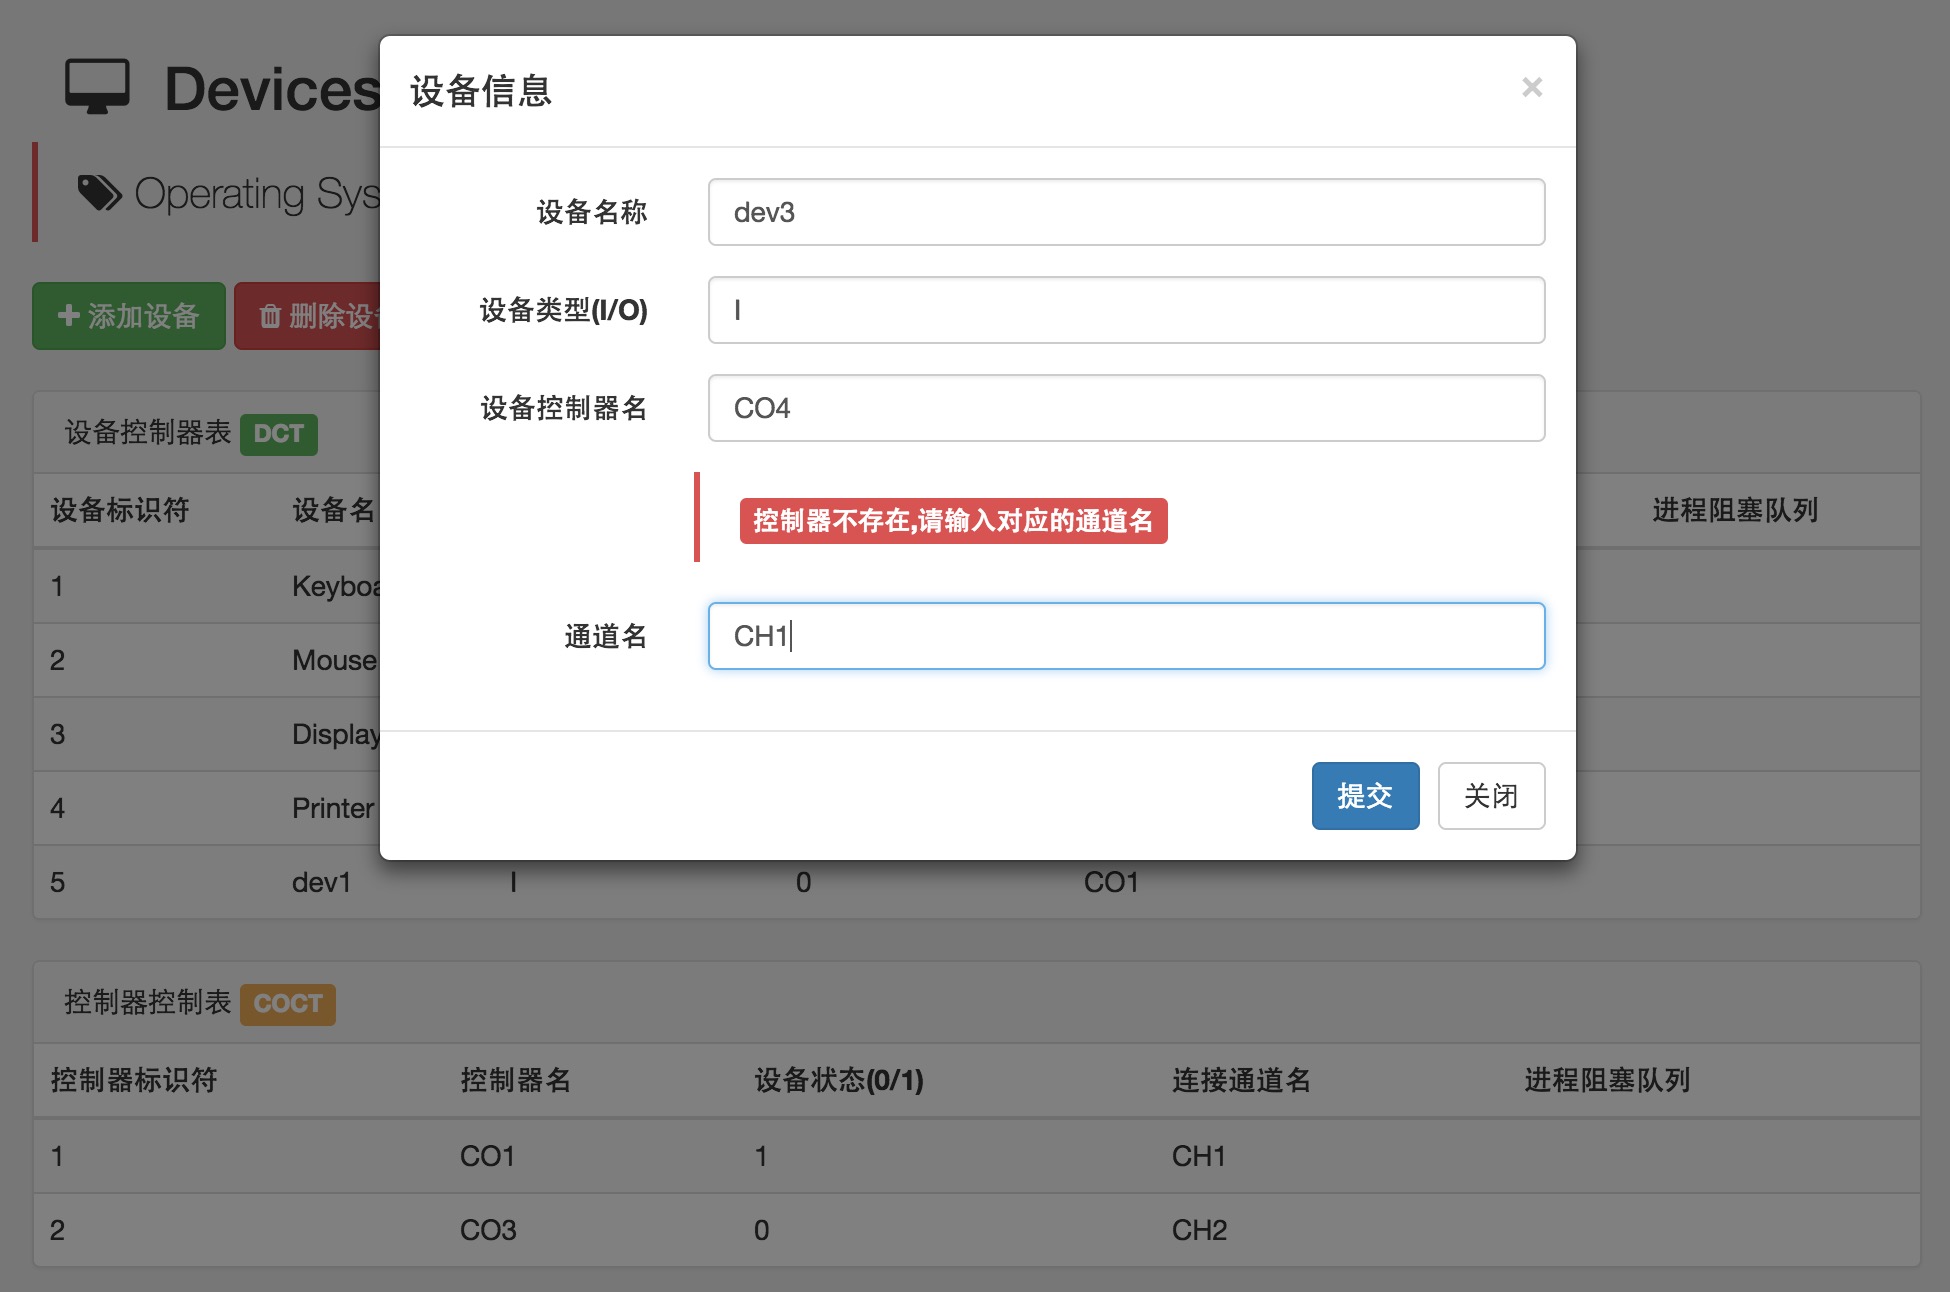 Devices
Operating Sys
添加设备 删除设
设备信息
×
设备名称 dev3
设备类型(I/O) I
设备控制器名 CO4
控制器不存在,请输入对应的通道名
通道名 CH1
提交 关闭
设备控制器表 DCT
设备标识符 设备名 进程阻塞队列
1 Keyboa
2 Mouse
3 Display
4 Printer
5 dev1 I 0 CO1
控制器控制表 COCT
控制器标识符 控制器名 设备状态(0/1) 连接通道名 进程阻塞队列
1 CO1 1 CH1
2 CO3 0 CH2